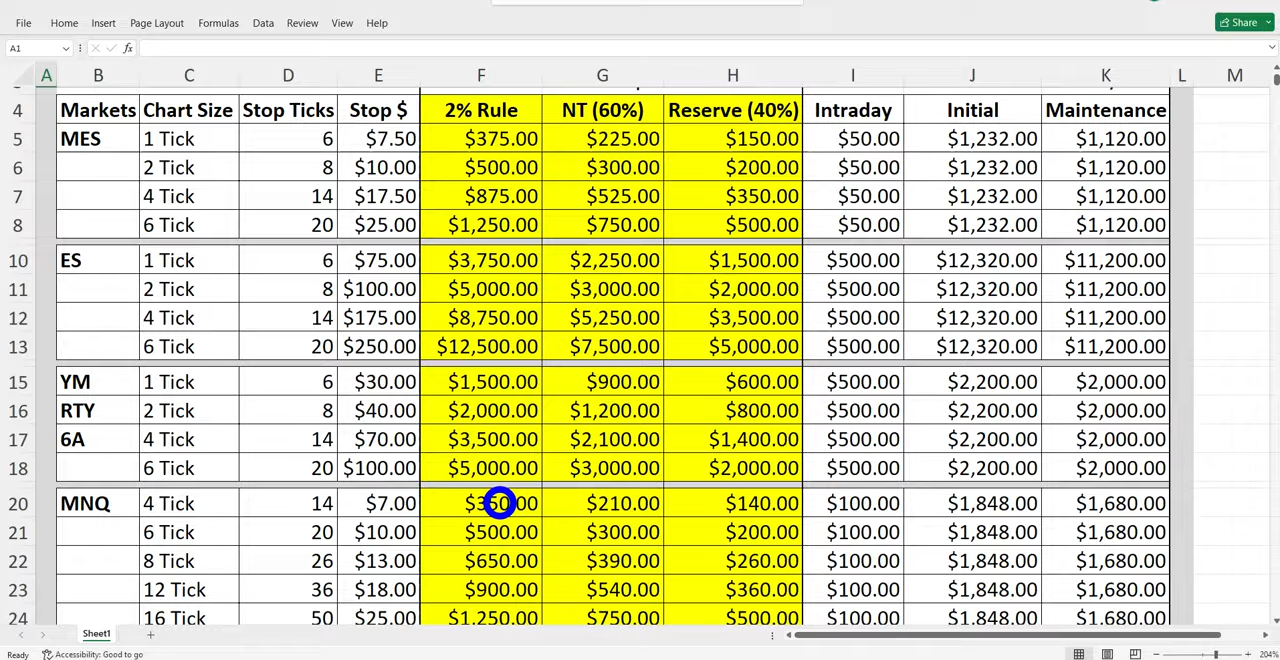 File Home Insert Page Layout Formulas Data Review View Help Share
A1 fx
A B C D E F G H I J K L M
4 Markets Chart Size Stop Ticks Stop $ 2% Rule NT (60%) Reserve (40%) Intraday Initial Maintenance
5 MES 1 Tick 6 $7.50 $375.00 $225.00 $150.00 $50.00 $1,232.00 $1,120.00
6 2 Tick 8 $10.00 $500.00 $300.00 $200.00 $50.00 $1,232.00 $1,120.00
7 4 Tick 14 $17.50 $875.00 $525.00 $350.00 $50.00 $1,232.00 $1,120.00
8 6 Tick 20 $25.00 $1,250.00 $750.00 $500.00 $50.00 $1,232.00 $1,120.00
10 ES 1 Tick 6 $75.00 $3,750.00 $2,250.00 $1,500.00 $500.00 $12,320.00 $11,200.00
11 2 Tick 8 $100.00 $5,000.00 $3,000.00 $2,000.00 $500.00 $12,320.00 $11,200.00
12 4 Tick 14 $175.00 $8,750.00 $5,250.00 $3,500.00 $500.00 $12,320.00 $11,200.00
13 6 Tick 20 $250.00 $12,500.00 $7,500.00 $5,000.00 $500.00 $12,320.00 $11,200.00
15 YM 1 Tick 6 $30.00 $1,500.00 $900.00 $600.00 $500.00 $2,200.00 $2,000.00
16 RTY 2 Tick 8 $40.00 $2,000.00 $1,200.00 $800.00 $500.00 $2,200.00 $2,000.00
17 6A 4 Tick 14 $70.00 $3,500.00 $2,100.00 $1,400.00 $500.00 $2,200.00 $2,000.00
18 6 Tick 20 $100.00 $5,000.00 $3,000.00 $2,000.00 $500.00 $2,200.00 $2,000.00
20 MNQ 4 Tick 14 $7.00 $350.00 $210.00 $140.00 $100.00 $1,848.00 $1,680.00
21 6 Tick 20 $10.00 $500.00 $300.00 $200.00 $100.00 $1,848.00 $1,680.00
22 8 Tick 26 $13.00 $650.00 $390.00 $260.00 $100.00 $1,848.00 $1,680.00
23 12 Tick 36 $18.00 $900.00 $540.00 $360.00 $100.00 $1,848.00 $1,680.00
24 16 Tick 50 $25.00 $1,250.00 $750.00 $500.00 $100.00 $1,848.00 $1,680.00
Sheet1
Ready Accessibility: Good to go 204%